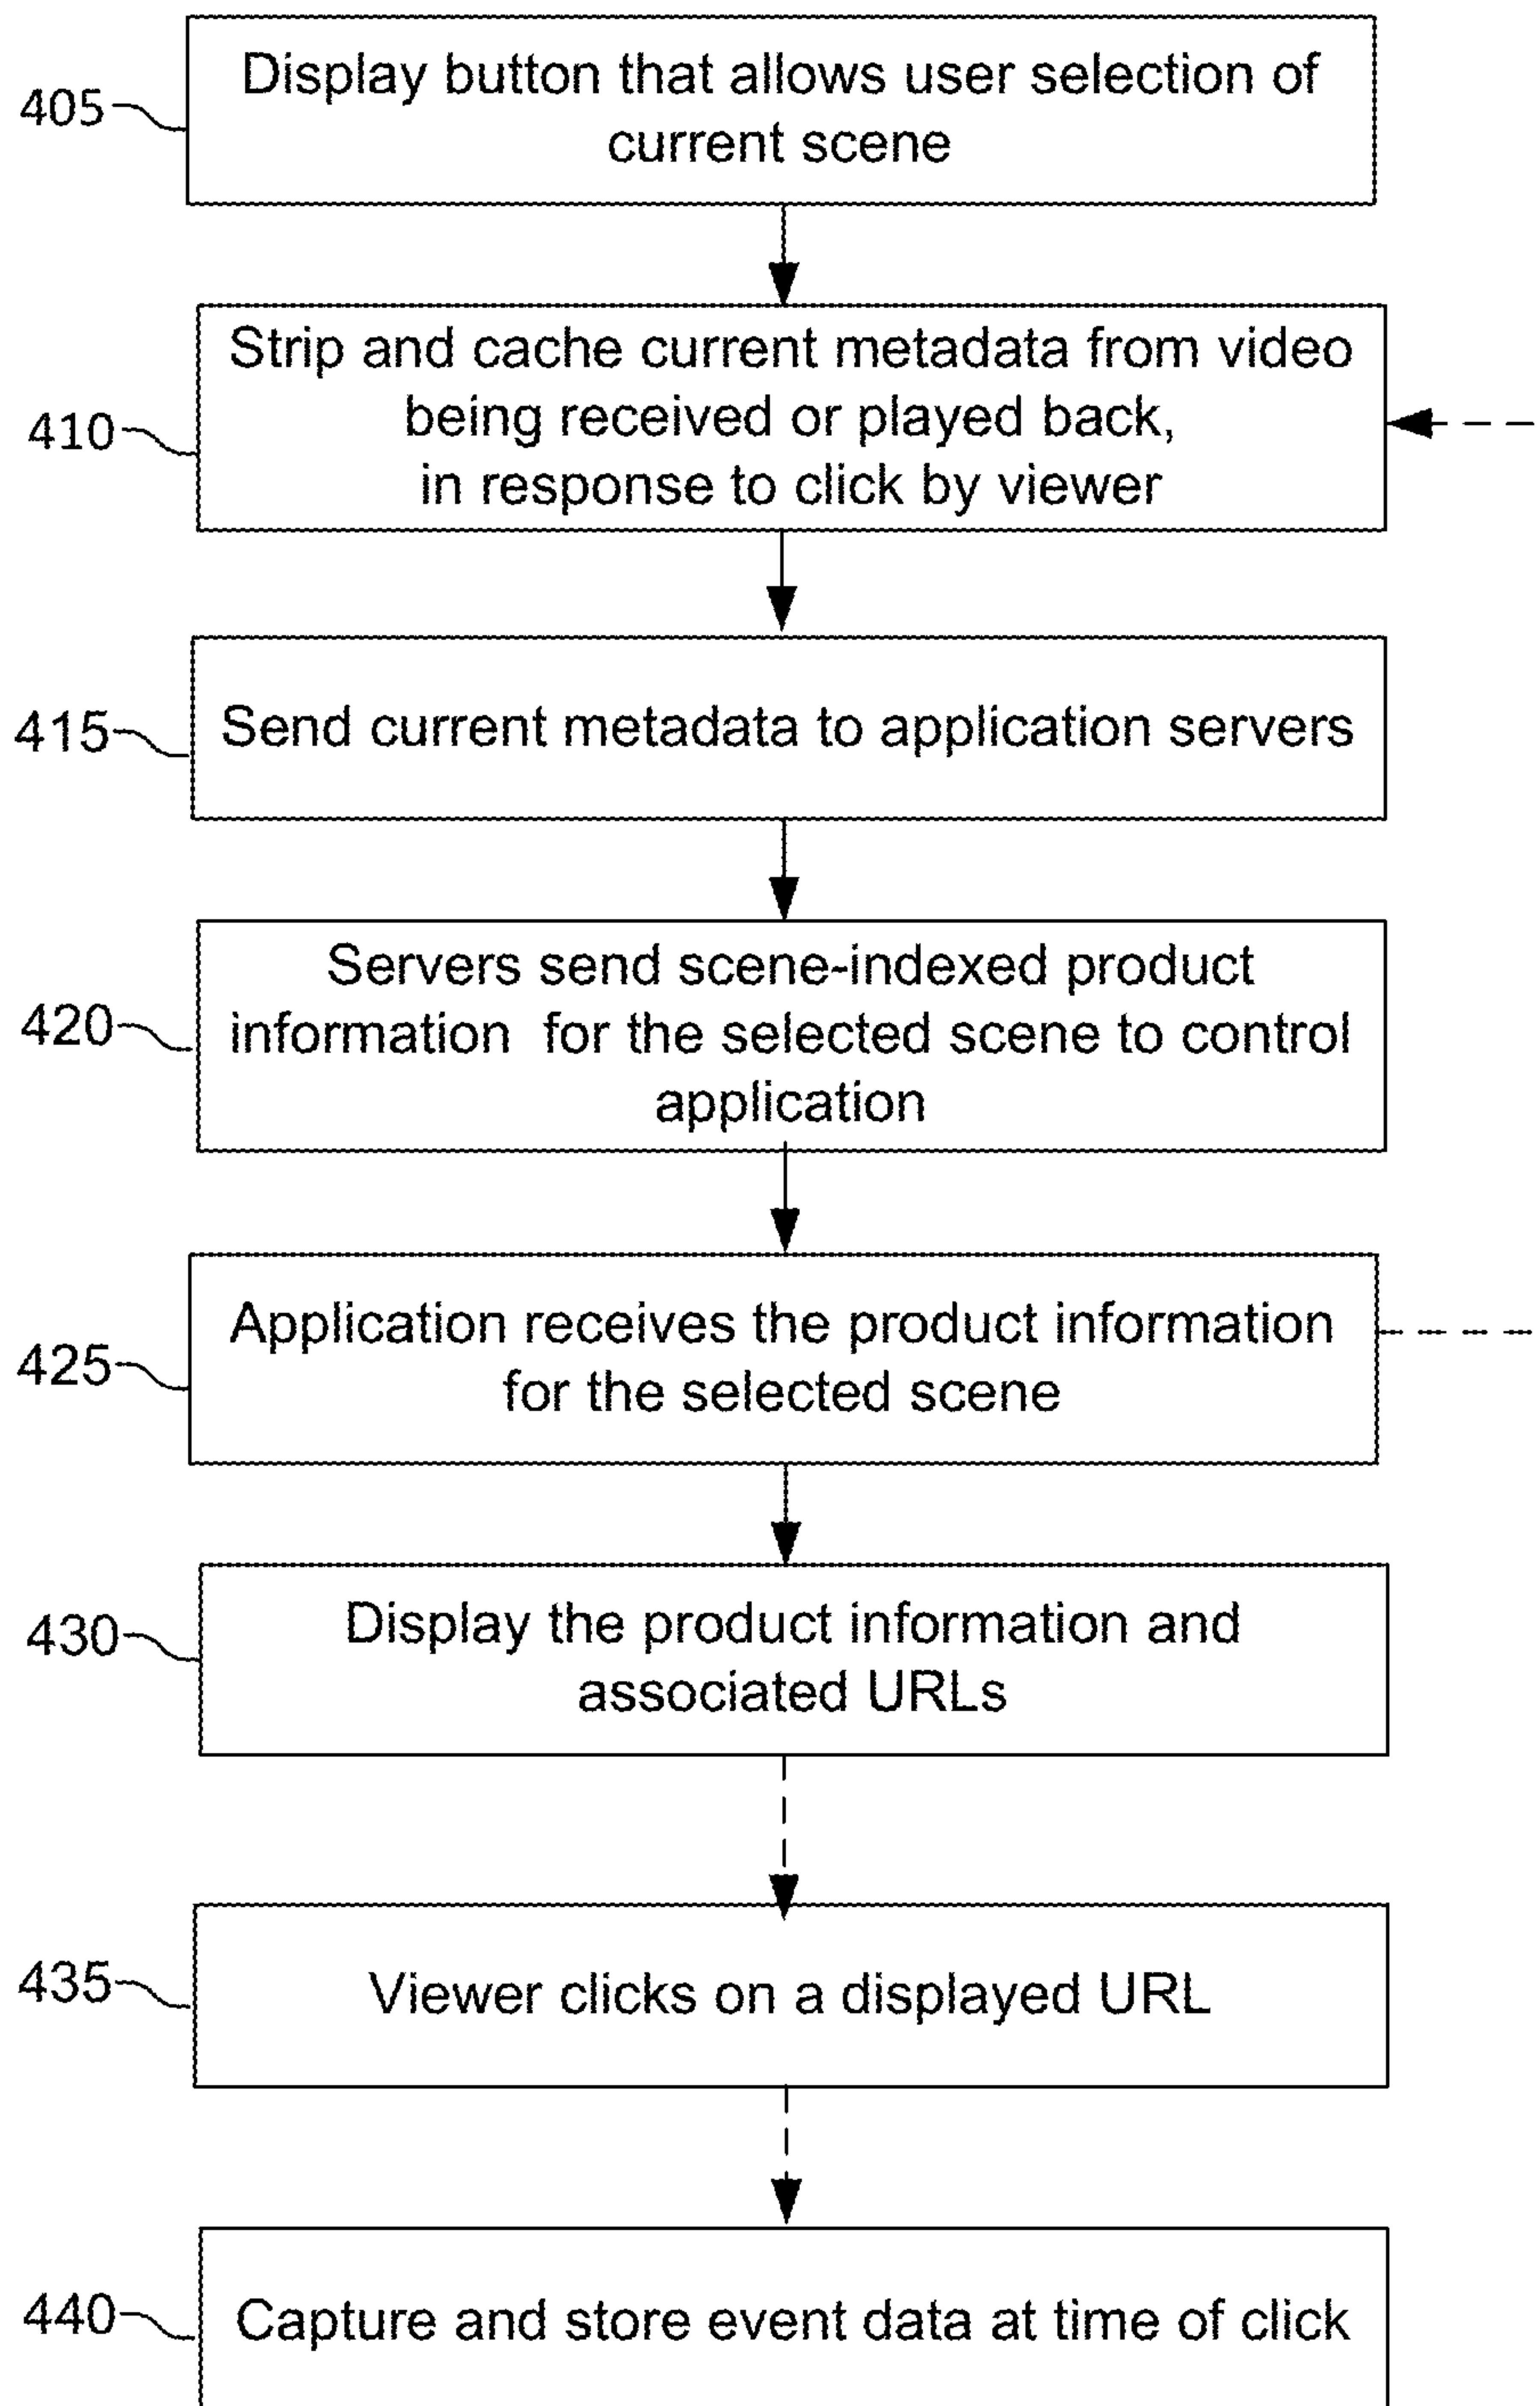 Display button that allows user selection of
current scene
405
Strip and cache current metadata from video
being received or played back,
in response to click by viewer
410
Send current metadata to application servers
415
Servers send scene-indexed product
information for the selected scene to control
application
420
Application receives the product information
for the selected scene
425
Display the product information and
associated URLs
430
Viewer clicks on a displayed URL
435
Capture and store event data at time of click
440